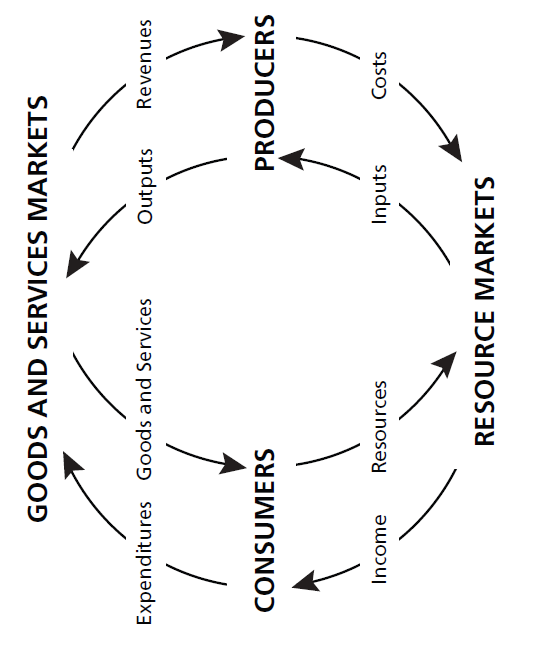 GOODS AND SERVICES MARKETS
Revenues
Outputs
Goods and Services
Expenditures
PRODUCERS
CONSUMERS
Costs
Inputs
Resources
Income
RESOURCE MARKETS